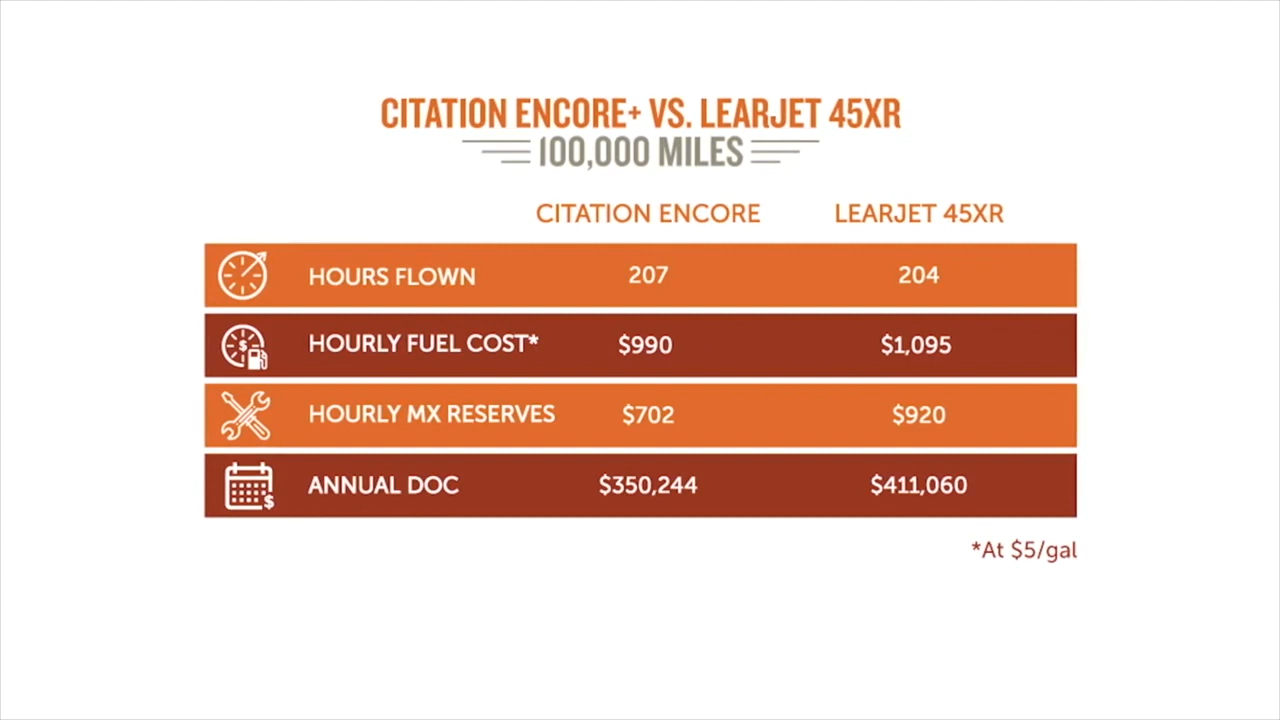 CITATION ENCORE+ VS. LEARJET 45XR
100,000 MILES
CITATION ENCORE LEARJET 45XR
HOURS FLOWN 207 204
HOURLY FUEL COST* $990 $1,095
HOURLY MX RESERVES $702 $920
ANNUAL DOC $350,244 $411,060
*At $5/gal